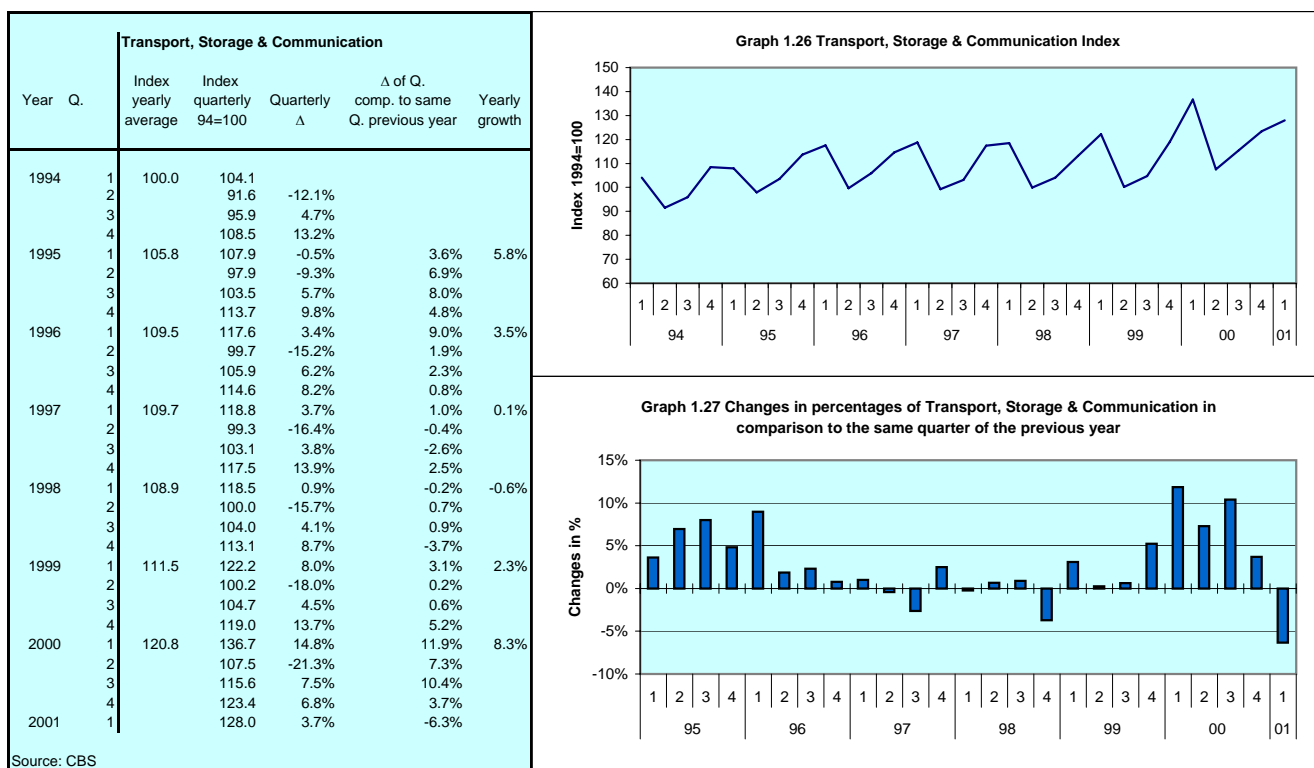 Transport, Storage & Communication
Year Q. Index yearly average Index quarterly 94=100 Quarterly Δ Δ of Q. comp. to same Q. previous year Yearly growth
1994 1 100.0 104.1
2 91.6 -12.1%
3 95.9 4.7%
4 108.5 13.2%
1995 1 105.8 107.9 -0.5% 3.6% 5.8%
2 97.9 -9.3% 6.9%
3 103.5 5.7% 8.0%
4 113.7 9.8% 4.8%
1996 1 109.5 117.6 3.4% 9.0% 3.5%
2 99.7 -15.2% 1.9%
3 105.9 6.2% 2.3%
4 114.6 8.2% 0.8%
1997 1 109.7 118.8 3.7% 1.0% 0.1%
2 99.3 -16.4% -0.4%
3 103.1 3.8% -2.6%
4 117.5 13.9% 2.5%
1998 1 108.9 118.5 0.9% -0.2% -0.6%
2 100.0 -15.7% 0.7%
3 104.0 4.1% 0.9%
4 113.1 8.7% -3.7%
1999 1 111.5 122.2 8.0% 3.1% 2.3%
2 100.2 -18.0% 0.2%
3 104.7 4.5% 0.6%
4 119.0 13.7% 5.2%
2000 1 120.8 136.7 14.8% 11.9% 8.3%
2 107.5 -21.3% 7.3%
3 115.6 7.5% 10.4%
4 123.4 6.8% 3.7%
2001 1 128.0 3.7% -6.3%
Source: CBS
Graph 1.26 Transport, Storage & Communication Index
Index 1994=100
150
140
130
120
110
100
90
80
70
60
1 2 3 4 1 2 3 4 1 2 3 4 1 2 3 4 1 2 3 4 1 2 3 4 1 2 3 4 1
94 95 96 97 98 99 00 01
Graph 1.27 Changes in percentages of Transport, Storage & Communication in
comparison to the same quarter of the previous year
Changes in %
15%
10%
5%
0%
-5%
-10%
1 2 3 4 1 2 3 4 1 2 3 4 1 2 3 4 1 2 3 4 1 2 3 4 1
95 96 97 98 99 00 01